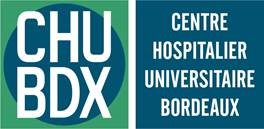 CHU
BDX
CENTRE
HOSPITALIER
UNIVERSITAIRE
BORDEAUX